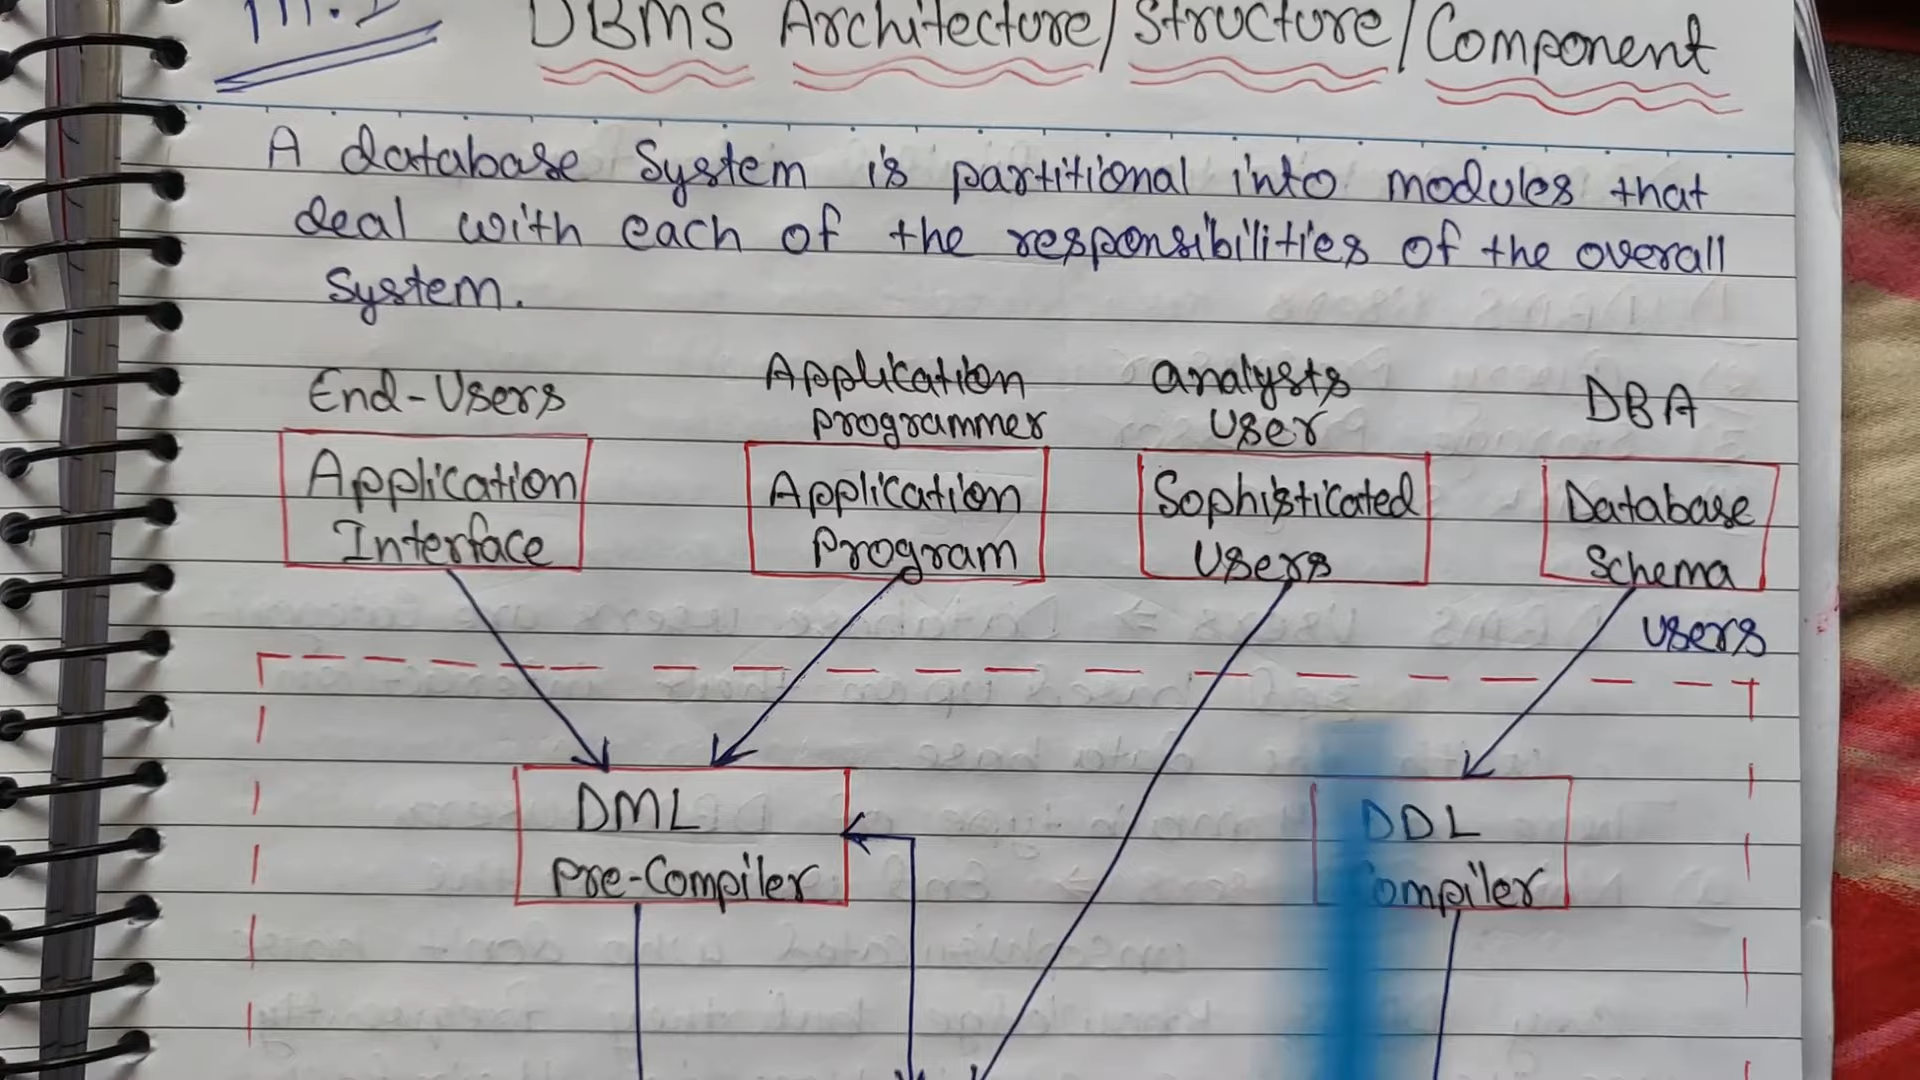 DBMS Architecture/Structure/Component
A database System is partitional into modules that
deal with each of the responsibilities of the overall
System.
End-Users
Application
Programmer
analysts
User
DBA
Application
Interface
Application
Program
Sophisticated
Users
Database
Schema
users
DML
Pre-Compiler
DDL